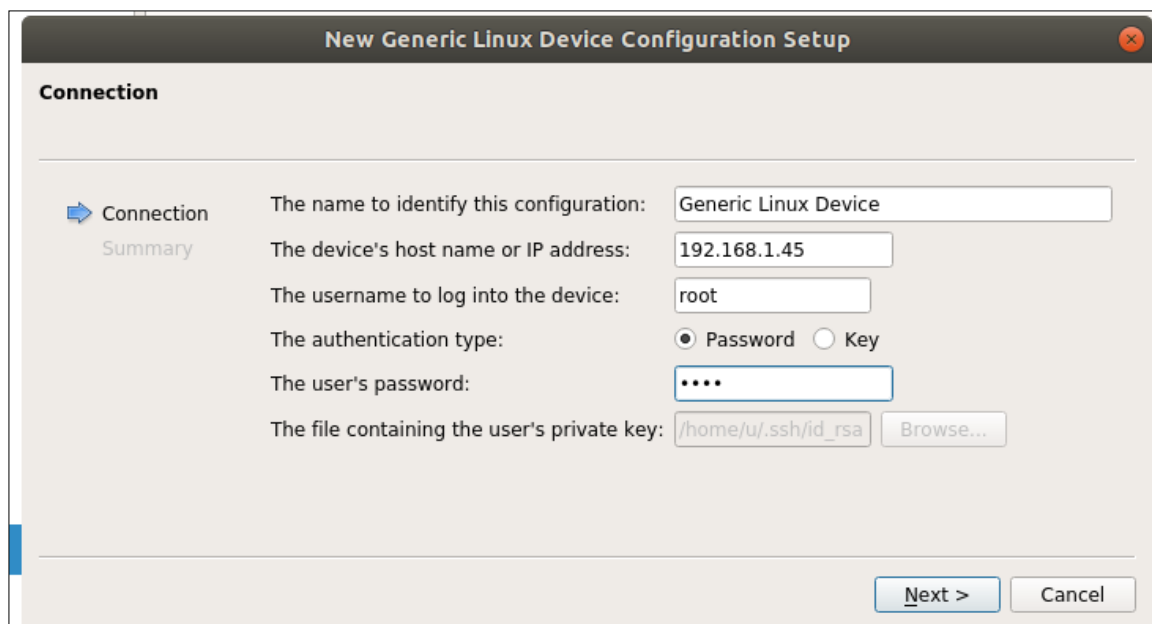 New Generic Linux Device Configuration Setup
Connection
Connection
Summary
The name to identify this configuration: Generic Linux Device
The device's host name or IP address: 192.168.1.45
The username to log into the device: root
The authentication type: Password Key
The user's password: ••••
The file containing the user's private key: /home/u/.ssh/id_rsa Browse...
Next > Cancel